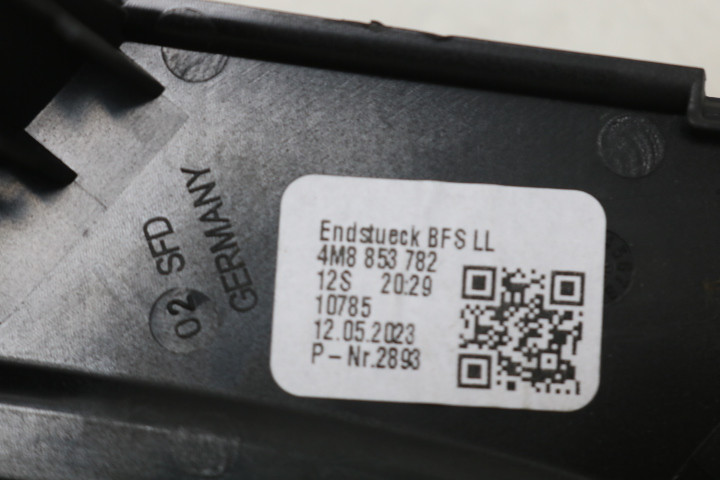 02 SFD
GERMANY
Endstueck BFS LL
4M8 853 782
12S 20:29
10785
12.05.2023
P-Nr.2893